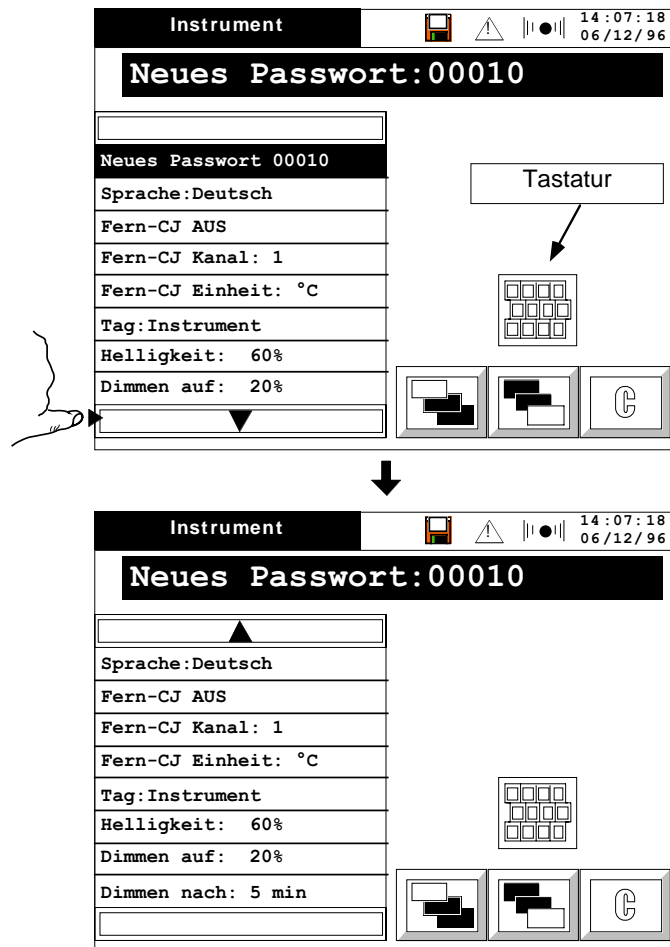 Instrument
14:07:18
06/12/96
Neues Passwort:00010
Neues Passwort 00010
Sprache:Deutsch
Fern-CJ AUS
Fern-CJ Kanal: 1
Fern-CJ Einheit: °C
Tag:Instrument
Helligkeit: 60%
Dimmen auf: 20%
Tastatur
C
Instrument
14:07:18
06/12/96
Neues Passwort:00010
Sprache:Deutsch
Fern-CJ AUS
Fern-CJ Kanal: 1
Fern-CJ Einheit: °C
Tag:Instrument
Helligkeit: 60%
Dimmen auf: 20%
Dimmen nach: 5 min
C